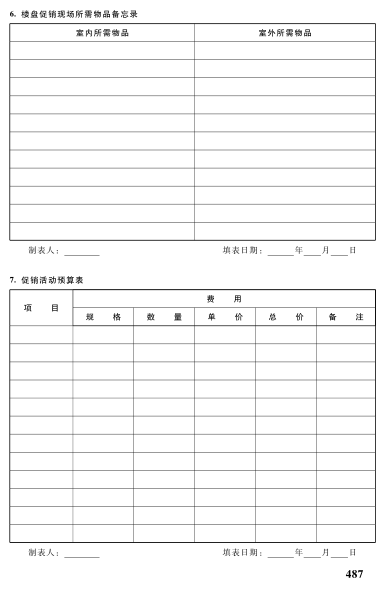 6. 楼盘促销现场所需物品备忘录
室内所需物品 室外所需物品
制表人：________ 填表日期：______年____月____日
7. 促销活动预算表
项 目 费 用
规 格 数 量 单 价 总 价 备 注
制表人：________ 填表日期：______年____月____日
487